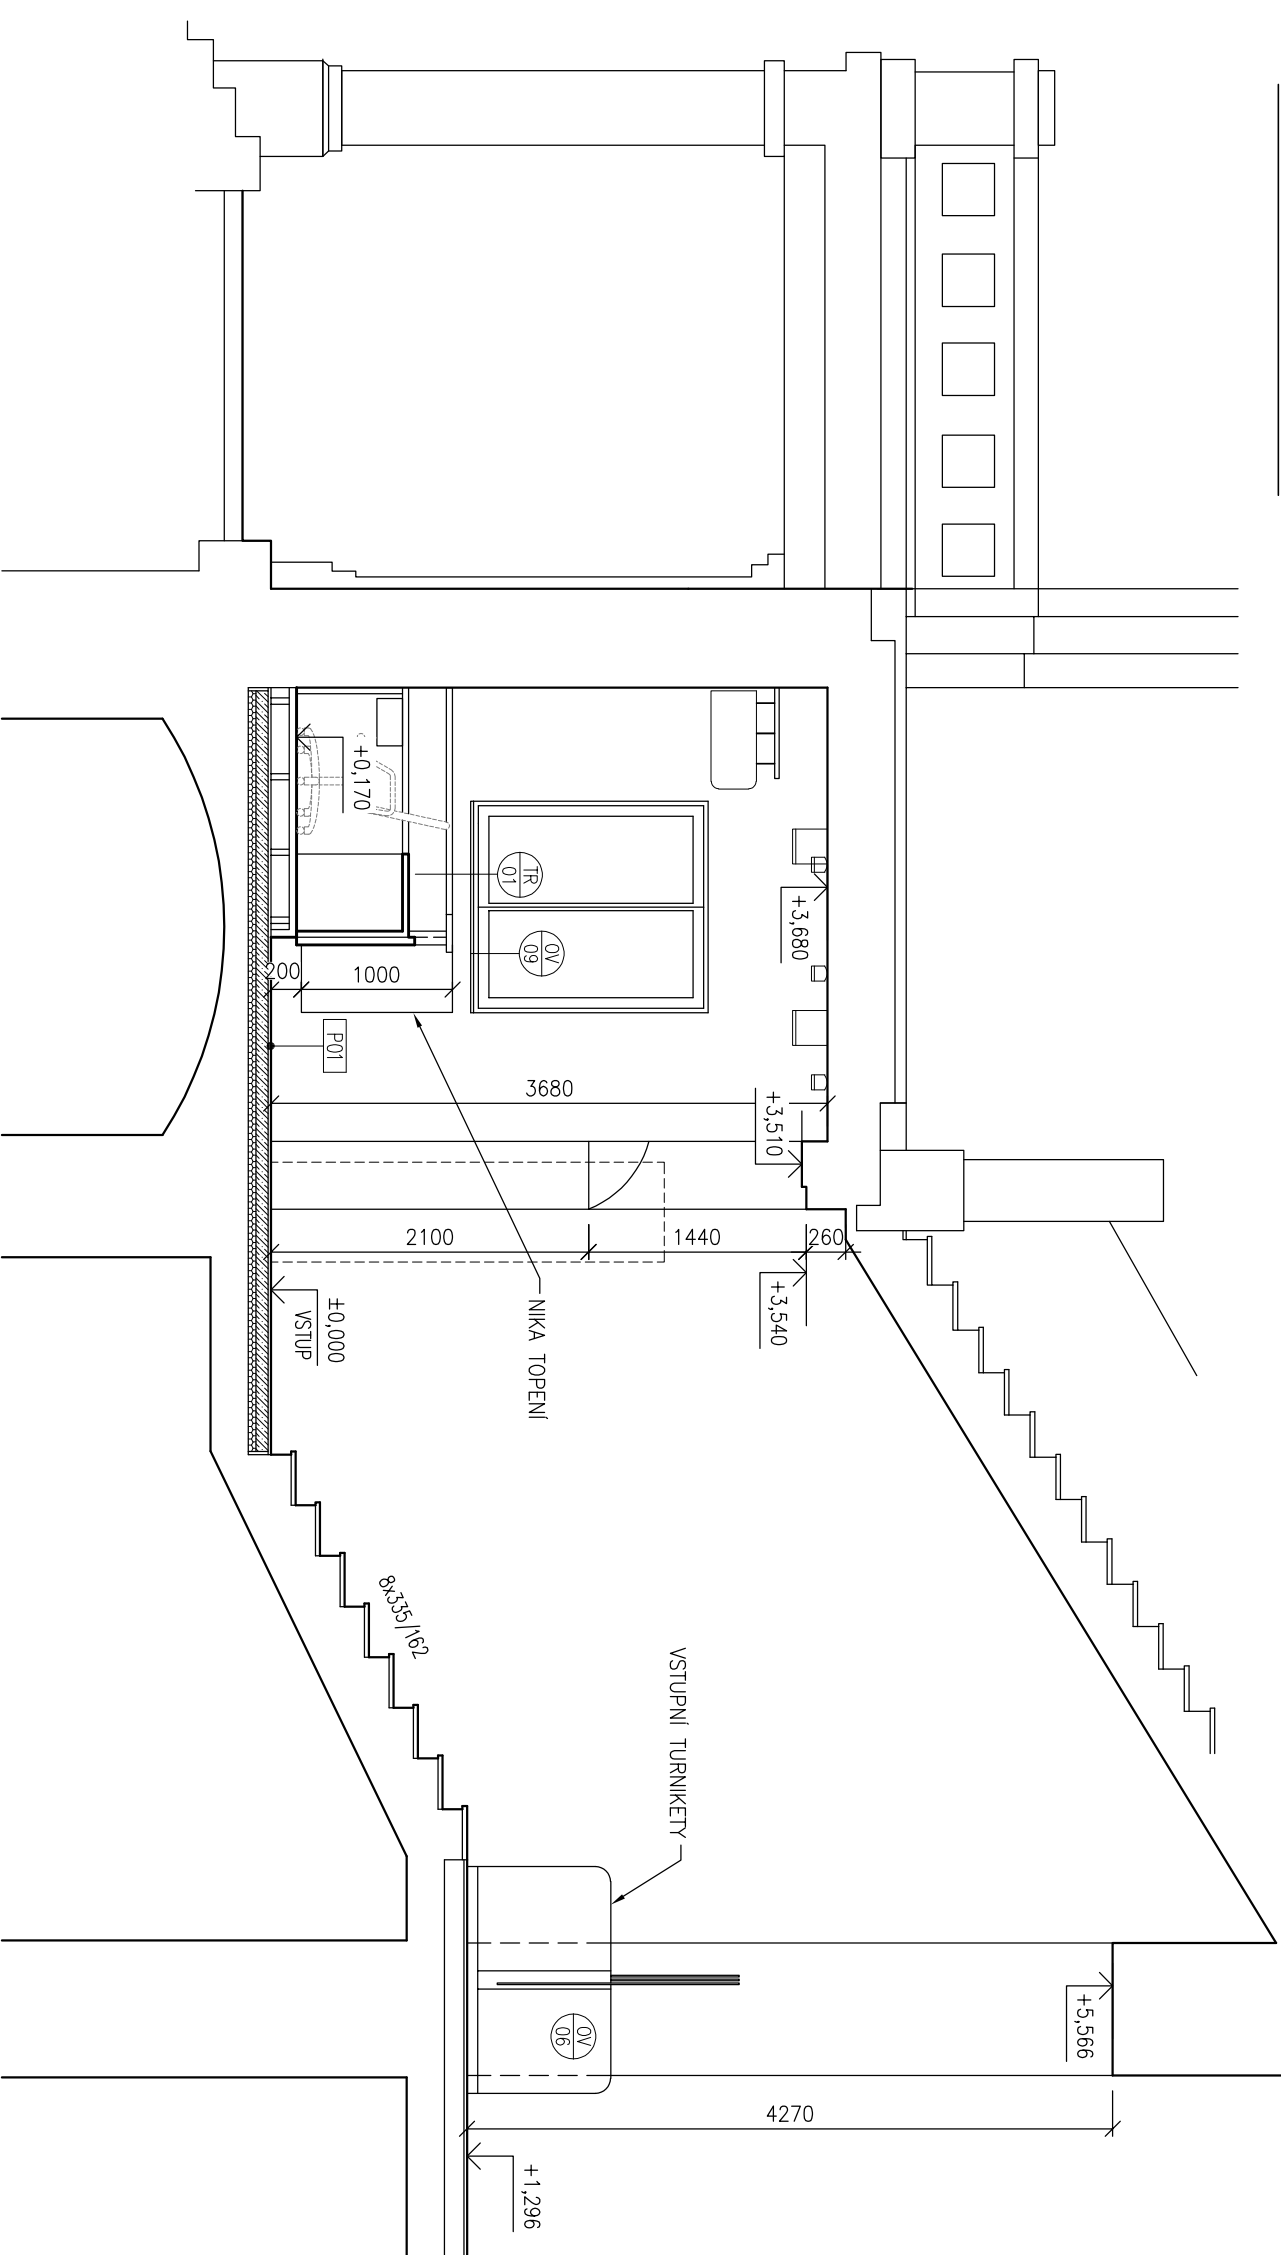 +0,170
TR
01
OV
09
+3,680
200
1000
P01
3680
+3,510
2100
1440
260
+3,540
±0,000
VSTUP
NIKA TOPENÍ
8x335/162
VSTUPNÍ TURNIKETY
OV
06
+5,566
4270
+1,296